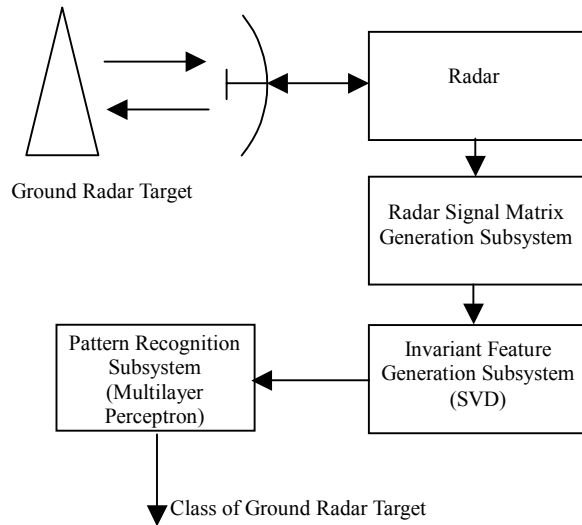 Radar
Ground Radar Target
Radar Signal Matrix
Generation Subsystem
Invariant Feature
Generation Subsystem
(SVD)
Pattern Recognition
Subsystem
(Multilayer
Perceptron)
Class of Ground Radar Target